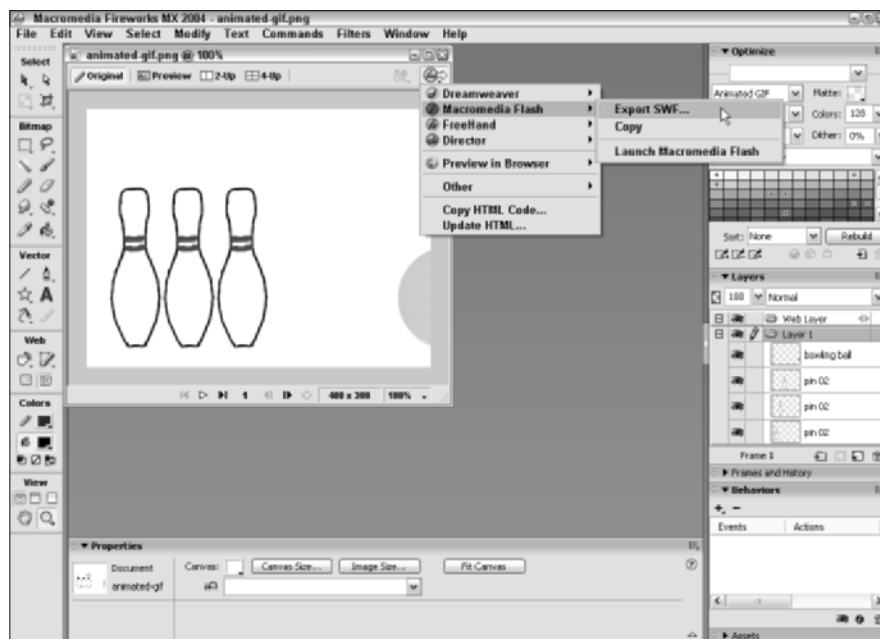 Macromedia Fireworks MX 2004 - animated-gif.png
File Edit View Select Modify Text Commands Filters Window Help
Select
Bitmap
Vector
Web
Colors
View
animated-gif.png @ 100%
Original Preview 2-Up 4-Up
Dreamweaver
Macromedia Flash
FreeHand
Director
Preview in Browser
Other
Copy HTML Code...
Update HTML...
Export SWF...
Copy
Launch Macromedia Flash
1 400 x 300 100%
Optimize
Animated GIF Matte:
Colors: 128
Dither: 0%
Sort: None Rebuild
Layers
100 Normal
Web Layer
Layer 1
bowling ball
pin 02
pin 02
pin 02
Frame 1
Frames and History
Behaviors
Events Actions
Assets
Properties
Document Canvas: Canvas Size... Image Size... Fit Canvas
animated-gif